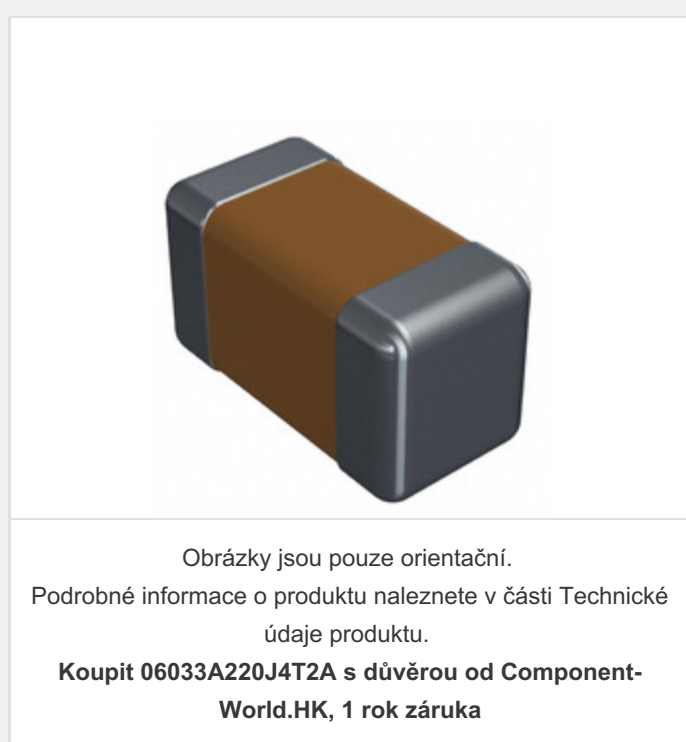 Obrázky jsou pouze orientační.
Podrobné informace o produktu naleznete v části Technické
údaje produktu.
Koupit 06033A220J4T2A s důvěrou od Component-
World.HK, 1 rok záruka